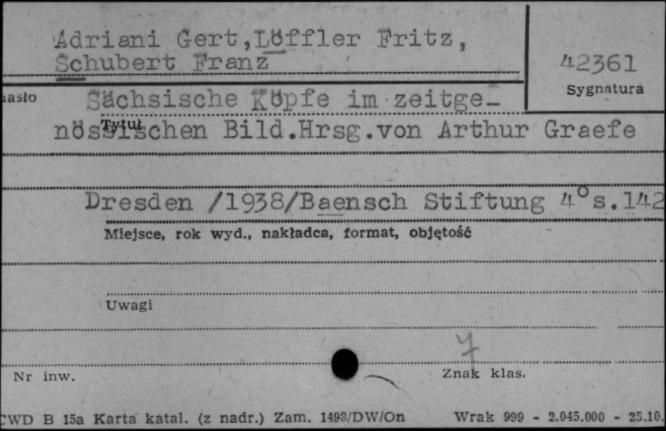 Adriani Gert, Löffler Fritz,
Schubert Franz
42361
Sygnatura
hasło
Sächsische Köpfe im zeitge-
nössischen Bild. Hrsg. von Arthur Graefe
Tytuł
Dresden /1938/Baensch Stiftung 4° s. 142
Miejsce, rok wyd., nakładca, format, objętość
Uwagi
Nr inw.
Znak klas.
CWD B 15a Karta katal. (z nadr.) Zam. 1498/DW/On Wrak 999 - 2.045.000 - 25.10.